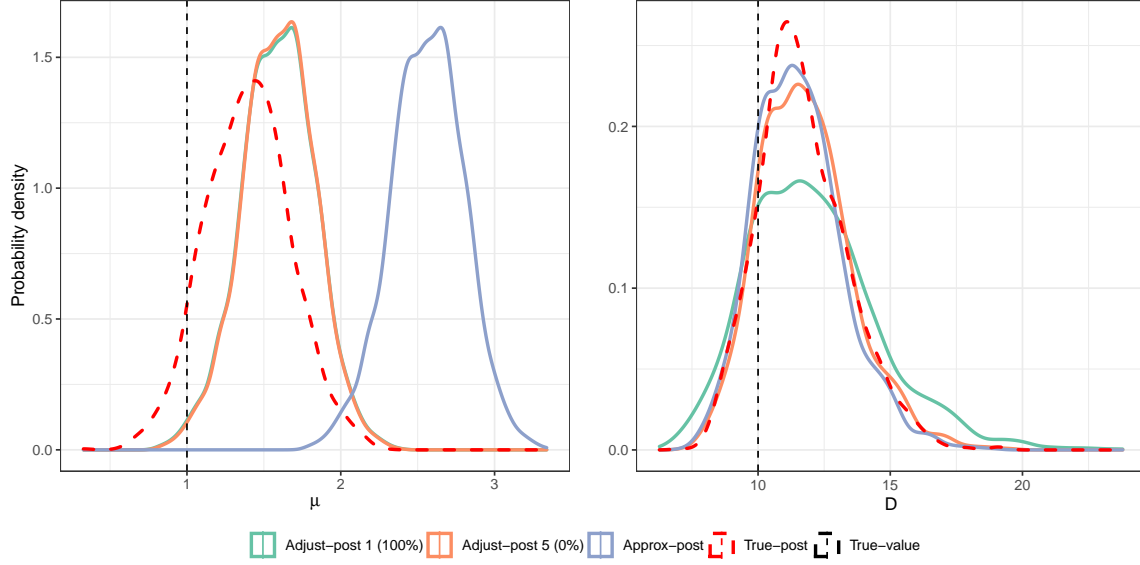 Probability density
1.5
1.0
0.5
0.0
1
2
3
μ
0.2
0.1
0.0
10
15
20
D
Adjust−post 1 (100%)
Adjust−post 5 (0%)
Approx−post
True−post
True−value